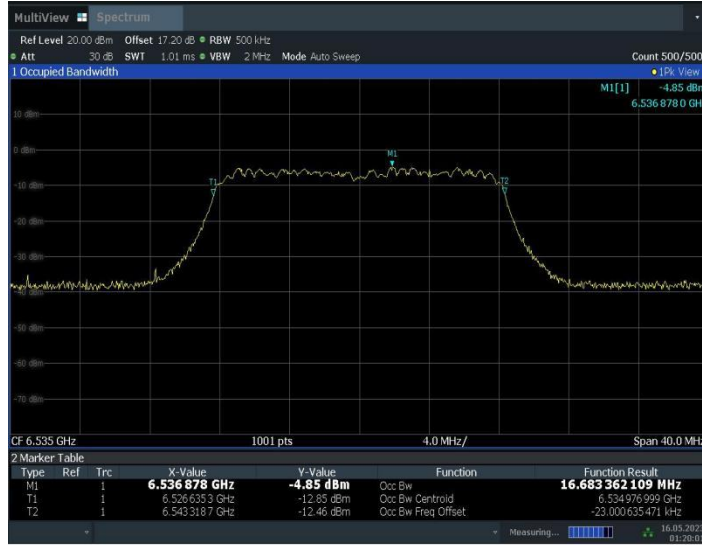 MultiView Spectrum
Ref Level 20.00 dBm Offset 17.20 dB RBW 500 kHz
Att 30 dB SWT 1.01 ms VBW 2 MHz Mode Auto Sweep Count 500/500
1 Occupied Bandwidth 1Pk View
M1[1] -4.85 dBm
6.536 878 0 GH
10 dBm
0 dBm
M1
T1
T2
-10 dBm
-20 dBm
-30 dBm
-40 dBm
-50 dBm
-60 dBm
-70 dBm
CF 6.535 GHz 1001 pts 4.0 MHz/ Span 40.0 MHz
2 Marker Table
Type Ref Trc X-Value Y-Value Function Function Result
M1 1 6.536 878 GHz -4.85 dBm Occ Bw 16.683 362 109 MHz
T1 1 6.526 635 3 GHz -12.85 dBm Occ Bw Centroid 6.534 976 999 GHz
T2 1 6.543 318 7 GHz -12.46 dBm Occ Bw Freq Offset -23.000 635 471 kHz
Measuring... 16.05.2023
01:20:01